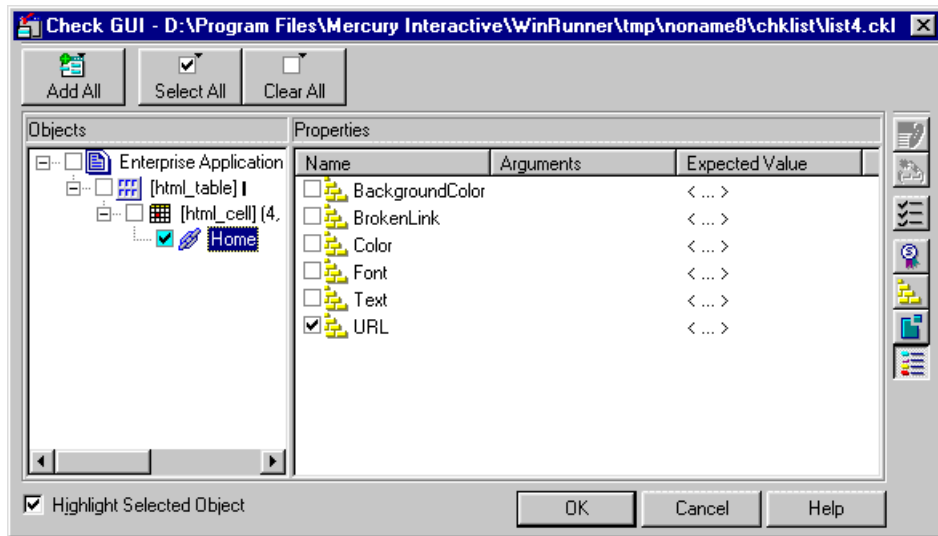 Check GUI - D:\Program Files\Mercury Interactive\WinRunner\tmp\noname8\chklist\list4.ckl
Add All Select All Clear All
Objects Properties
Enterprise Application
[html_table]
[html_cell] (4,
Home
Name Arguments Expected Value
BackgroundColor < ... >
BrokenLink < ... >
Color < ... >
Font < ... >
Text < ... >
URL < ... >
Highlight Selected Object
OK Cancel Help